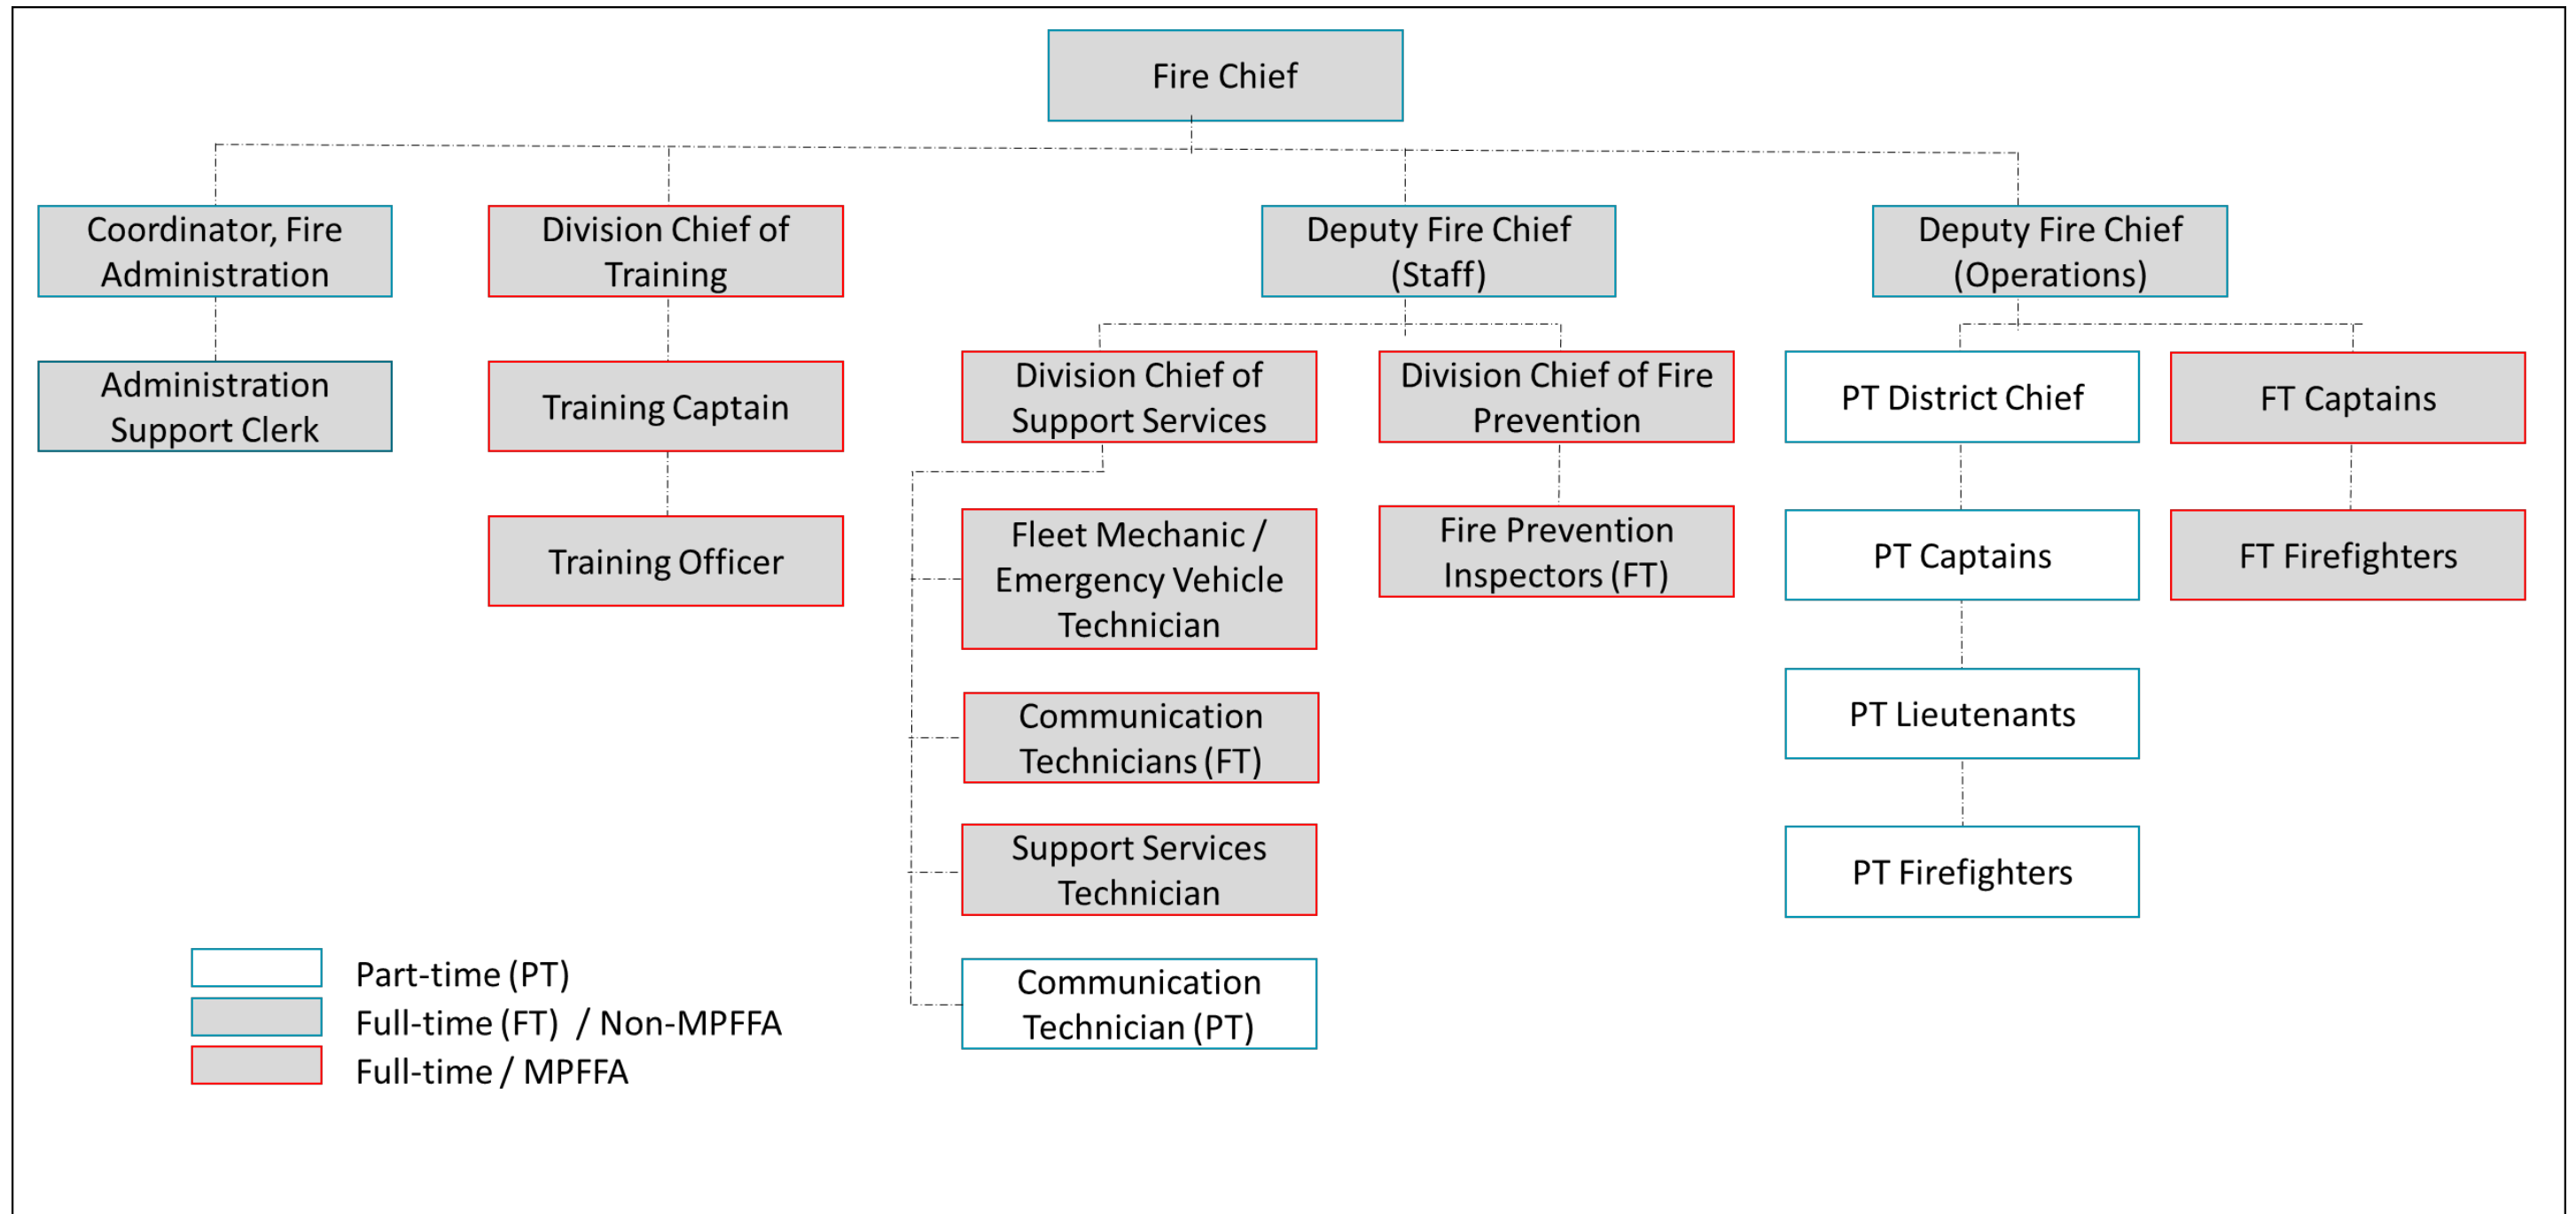 Fire Chief
Coordinator, Fire
Administration
Division Chief of
Training
Deputy Fire Chief
(Staff)
Deputy Fire Chief
(Operations)
Administration
Support Clerk
Training Captain
Training Officer
Division Chief of
Support Services
Division Chief of Fire
Prevention
PT District Chief
FT Captains
Fleet Mechanic /
Emergency Vehicle
Technician
Fire Prevention
Inspectors (FT)
PT Captains
FT Firefighters
Communication
Technicians (FT)
PT Lieutenants
Support Services
Technician
PT Firefighters
Communication
Technician (PT)
Part-time (PT)
Full-time (FT) / Non-MPFFA
Full-time / MPFFA